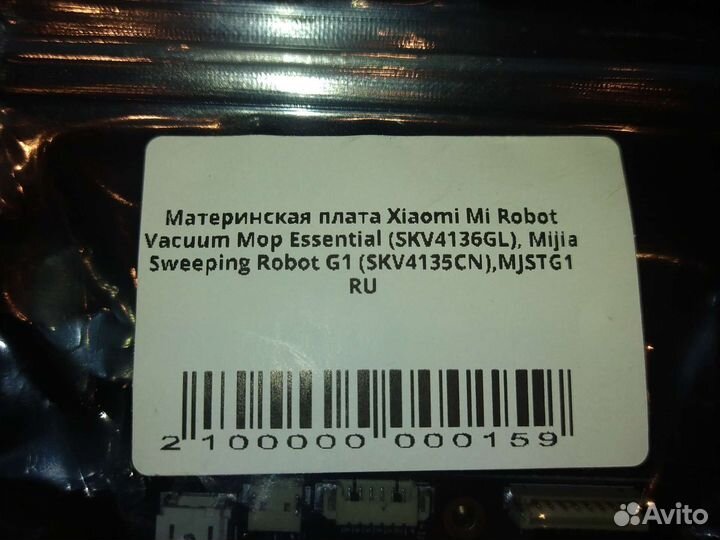 Материнская плата Xiaomi Mi Robot
Vacuum Mop Essential (SKV4136GL), Mijia
Sweeping Robot G1 (SKV4135CN),MJSTG1
RU
2 100000 000159
Avito